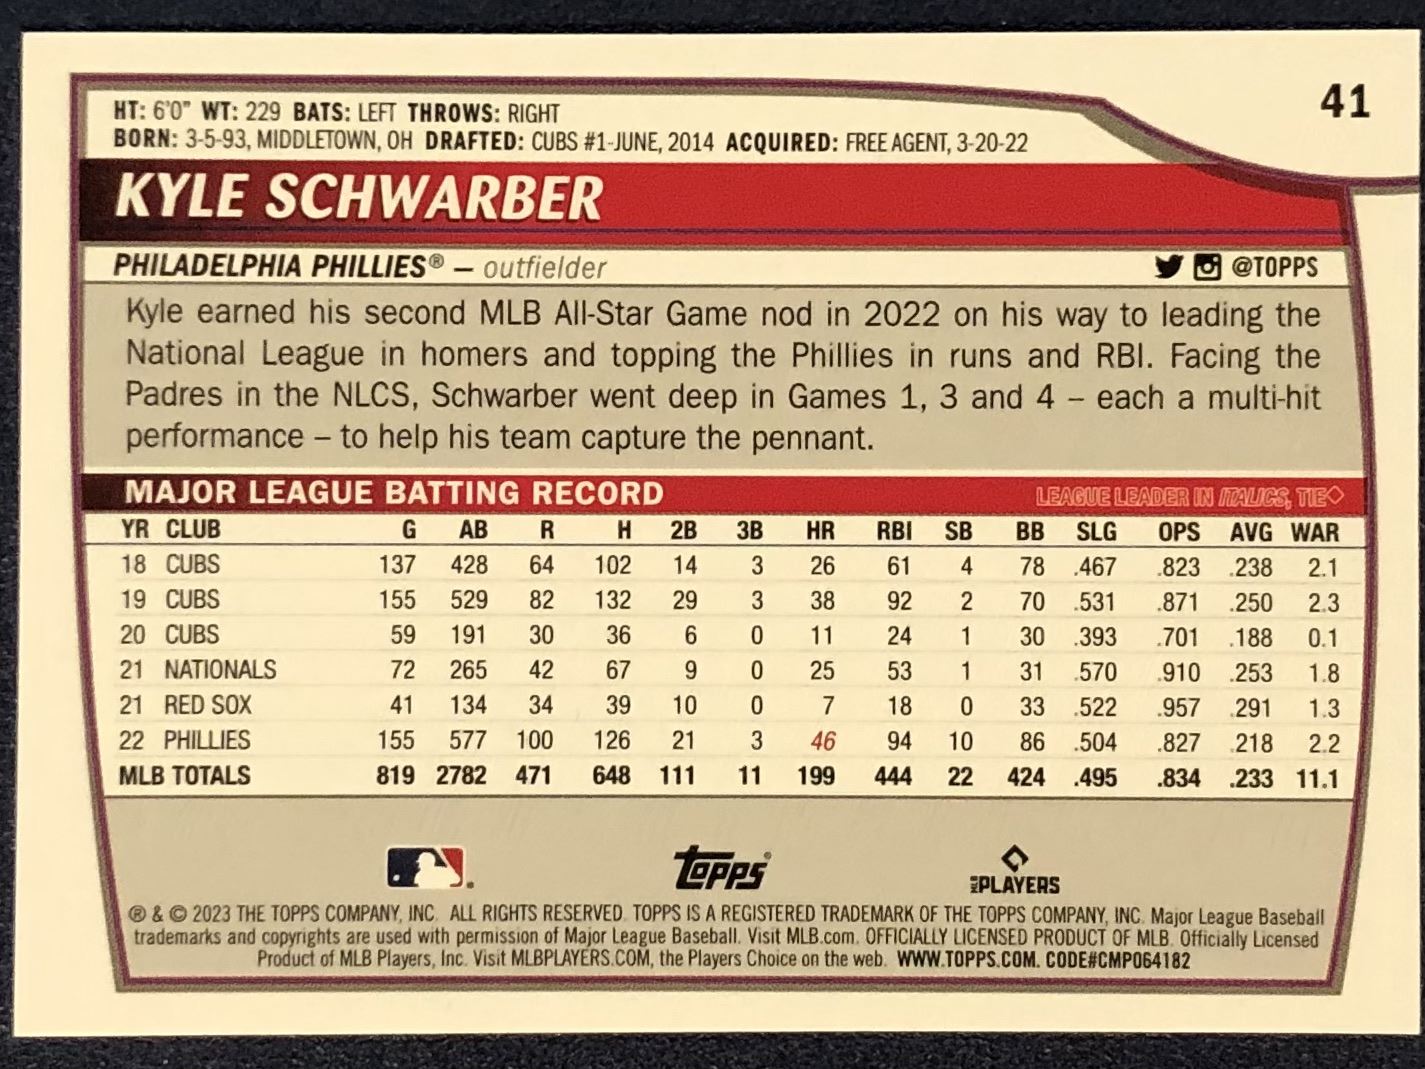 41
HT: 6'0" WT: 229 BATS: LEFT THROWS: RIGHT
BORN: 3-5-93, MIDDLETOWN, OH DRAFTED: CUBS #1-JUNE, 2014 ACQUIRED: FREE AGENT, 3-20-22
KYLE SCHWARBER
PHILADELPHIA PHILLIES® – outfielder @TOPPS
Kyle earned his second MLB All-Star Game nod in 2022 on his way to leading the
National League in homers and topping the Phillies in runs and RBI. Facing the
Padres in the NLCS, Schwarber went deep in Games 1, 3 and 4 – each a multi-hit
performance – to help his team capture the pennant.
MAJOR LEAGUE BATTING RECORD LEAGUE LEADER IN ITALICS, TIE◇
YR CLUB G AB R H 2B 3B HR RBI SB BB SLG OPS AVG WAR
18 CUBS 137 428 64 102 14 3 26 61 4 78 .467 .823 .238 2.1
19 CUBS 155 529 82 132 29 3 38 92 2 70 .531 .871 .250 2.3
20 CUBS 59 191 30 36 6 0 11 24 1 30 .393 .701 .188 0.1
21 NATIONALS 72 265 42 67 9 0 25 53 1 31 .570 .910 .253 1.8
21 RED SOX 41 134 34 39 10 0 7 18 0 33 .522 .957 .291 1.3
22 PHILLIES 155 577 100 126 21 3 46 94 10 86 .504 .827 .218 2.2
MLB TOTALS 819 2782 471 648 111 11 199 444 22 424 .495 .834 .233 11.1
Topps® MLB PLAYERS
® & © 2023 THE TOPPS COMPANY, INC. ALL RIGHTS RESERVED. TOPPS IS A REGISTERED TRADEMARK OF THE TOPPS COMPANY, INC. Major League Baseball
trademarks and copyrights are used with permission of Major League Baseball. Visit MLB.com. OFFICIALLY LICENSED PRODUCT OF MLB. Officially Licensed
Product of MLB Players, Inc. Visit MLBPLAYERS.COM, the Players Choice on the web. WWW.TOPPS.COM. CODE#CMP064182